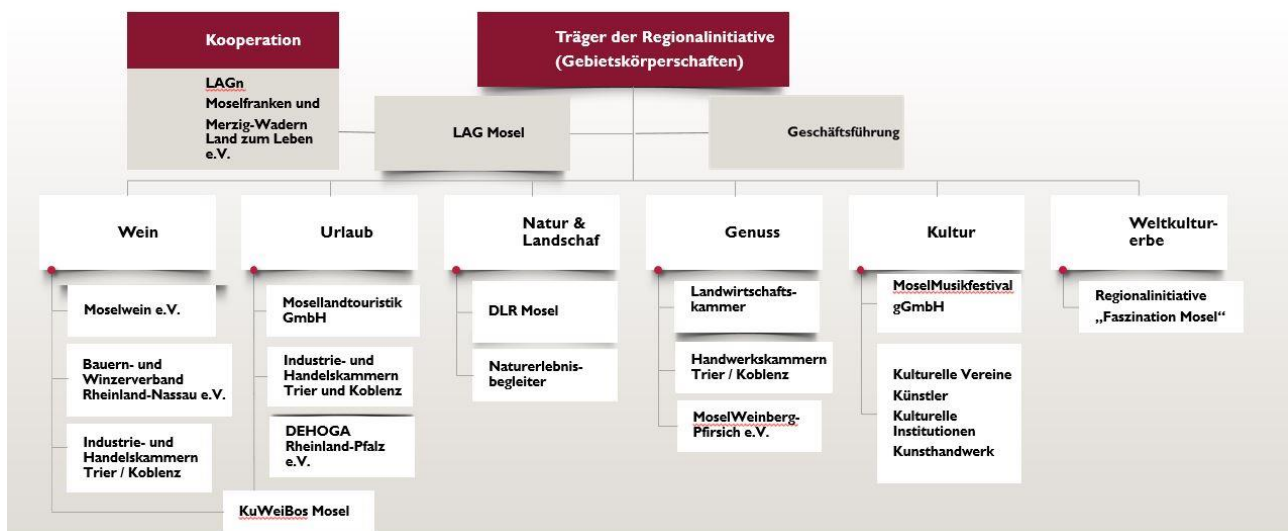 Kooperation
LAGn
Moselfranken und
Merzig-Wadern
Land zum Leben
e.V.
Träger der Regionalinitiative
(Gebietskörperschaften)
LAG Mosel
Geschäftsführung
Wein
Moselwein e.V.
Bauern- und
Winzerverband
Rheinland-Nassau e.V.
Industrie- und
Handelskammern
Trier / Koblenz
Urlaub
Mosellandtouristik
GmbH
Industrie- und
Handelskammern
Trier und Koblenz
DEHOGA
Rheinland-Pfalz
e.V.
KuWeiBos Mosel
Natur &
Landschaf
DLR Mosel
Naturerlebnis-
begleiter
Genuss
Landwirtschafts-
kammer
Handwerkskammern
Trier / Koblenz
MoselWeinberg-
Pfirsich e.V.
Kultur
MoselMusikfestival
gGmbH
Kulturelle Vereine
Künstler
Kulturelle
Institutionen
Kunsthandwerk
Weltkultur-
erbe
Regionalinitiative
„Faszination Mosel“